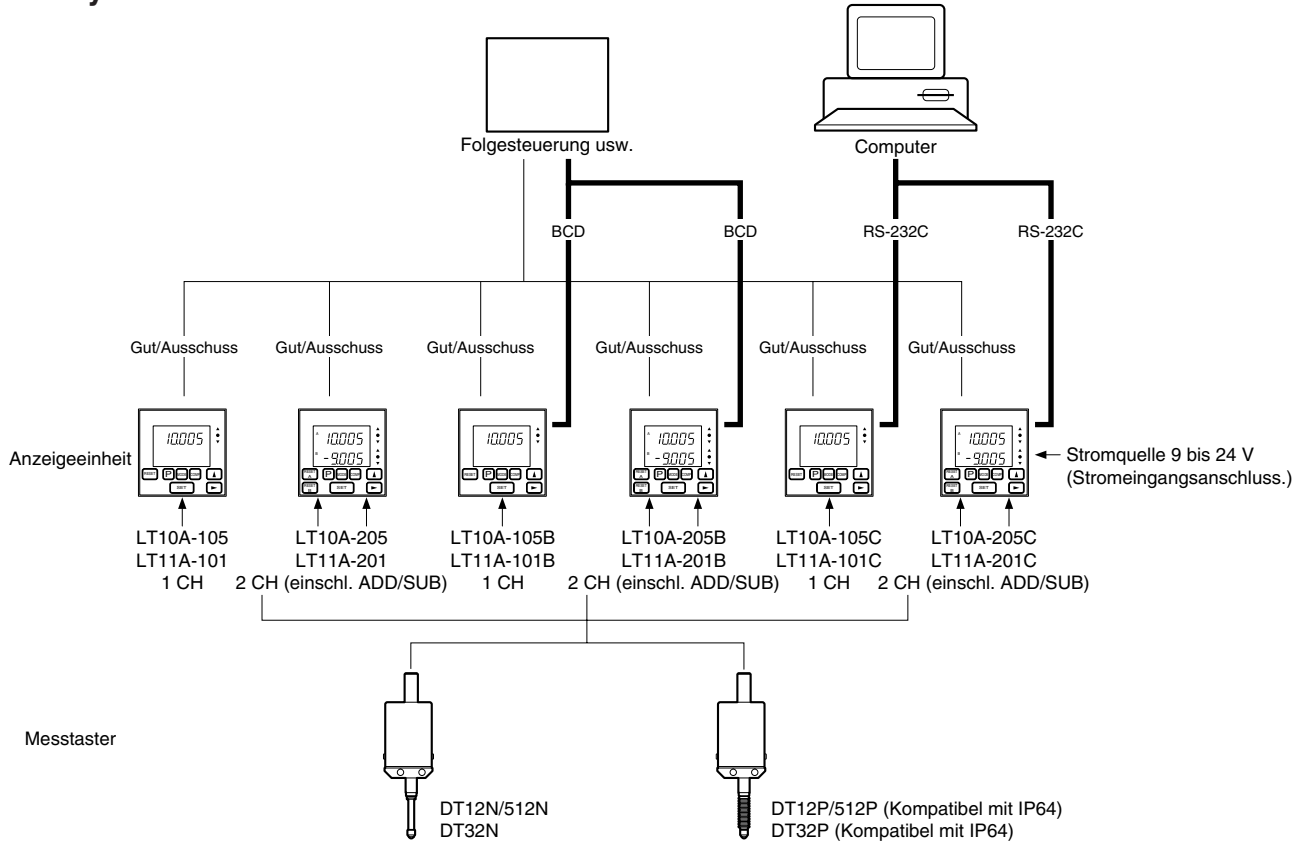 Folgesteuerung usw.
Computer
BCD BCD RS-232C RS-232C
Gut/Ausschuss Gut/Ausschuss Gut/Ausschuss Gut/Ausschuss Gut/Ausschuss Gut/Ausschuss
10.005 10.005 10.005 10.005 10.005 10.005
-9.005 -9.005 -9.005
Anzeigeeinheit
RESET P MODE COMP
SET
Stromquelle 9 bis 24 V
(Stromeingangsanschluss.)
LT10A-105 LT10A-205 LT10A-105B LT10A-205B LT10A-105C LT10A-205C
LT11A-101 LT11A-201 LT11A-101B LT11A-201B LT11A-101C LT11A-201C
1 CH 2 CH (einschl. ADD/SUB) 1 CH 2 CH (einschl. ADD/SUB) 1 CH 2 CH (einschl. ADD/SUB)
Messtaster
DT12N/512N
DT32N
DT12P/512P (Kompatibel mit IP64)
DT32P (Kompatibel mit IP64)